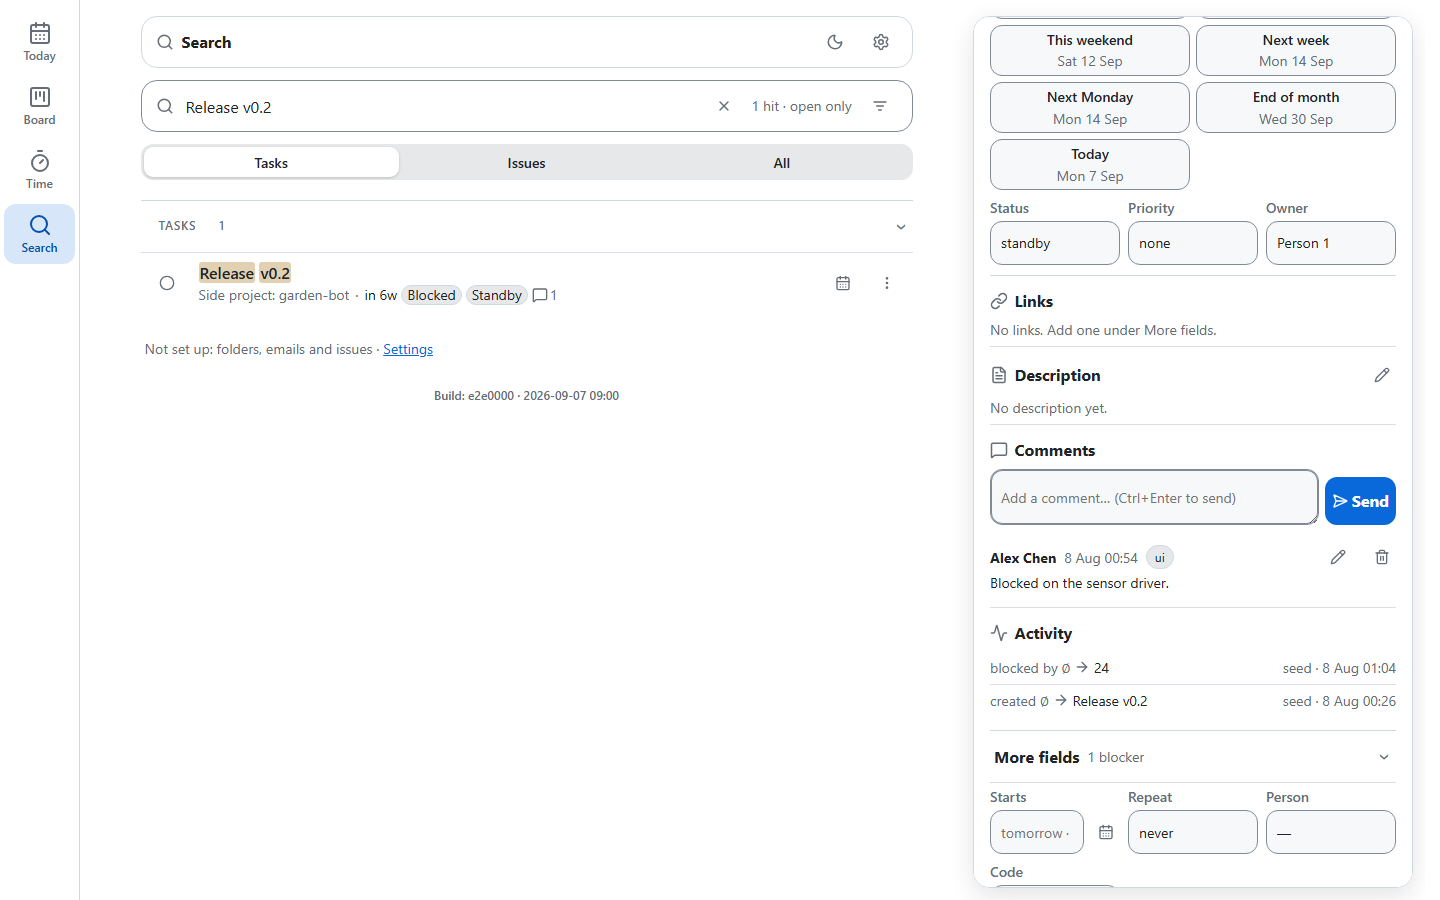 Today
Board
Time
Search
Search
Release v0.2
1 hit · open only
Tasks
Issues
All
TASKS 1
Release v0.2
Side project: garden-bot · in 6w Blocked Standby 1
Not set up: folders, emails and issues · Settings
Build: e2e0000 · 2026-09-07 09:00
This weekend
Sat 12 Sep
Next week
Mon 14 Sep
Next Monday
Mon 14 Sep
End of month
Wed 30 Sep
Today
Mon 7 Sep
Status
standby
Priority
none
Owner
Person 1
Links
No links. Add one under More fields.
Description
No description yet.
Comments
Add a comment... (Ctrl+Enter to send)
Send
Alex Chen 8 Aug 00:54 ui
Blocked on the sensor driver.
Activity
blocked by Ø → 24 seed · 8 Aug 01:04
created Ø → Release v0.2 seed · 8 Aug 00:26
More fields 1 blocker
Starts
tomorrow ·
Repeat
never
Person
—
Code